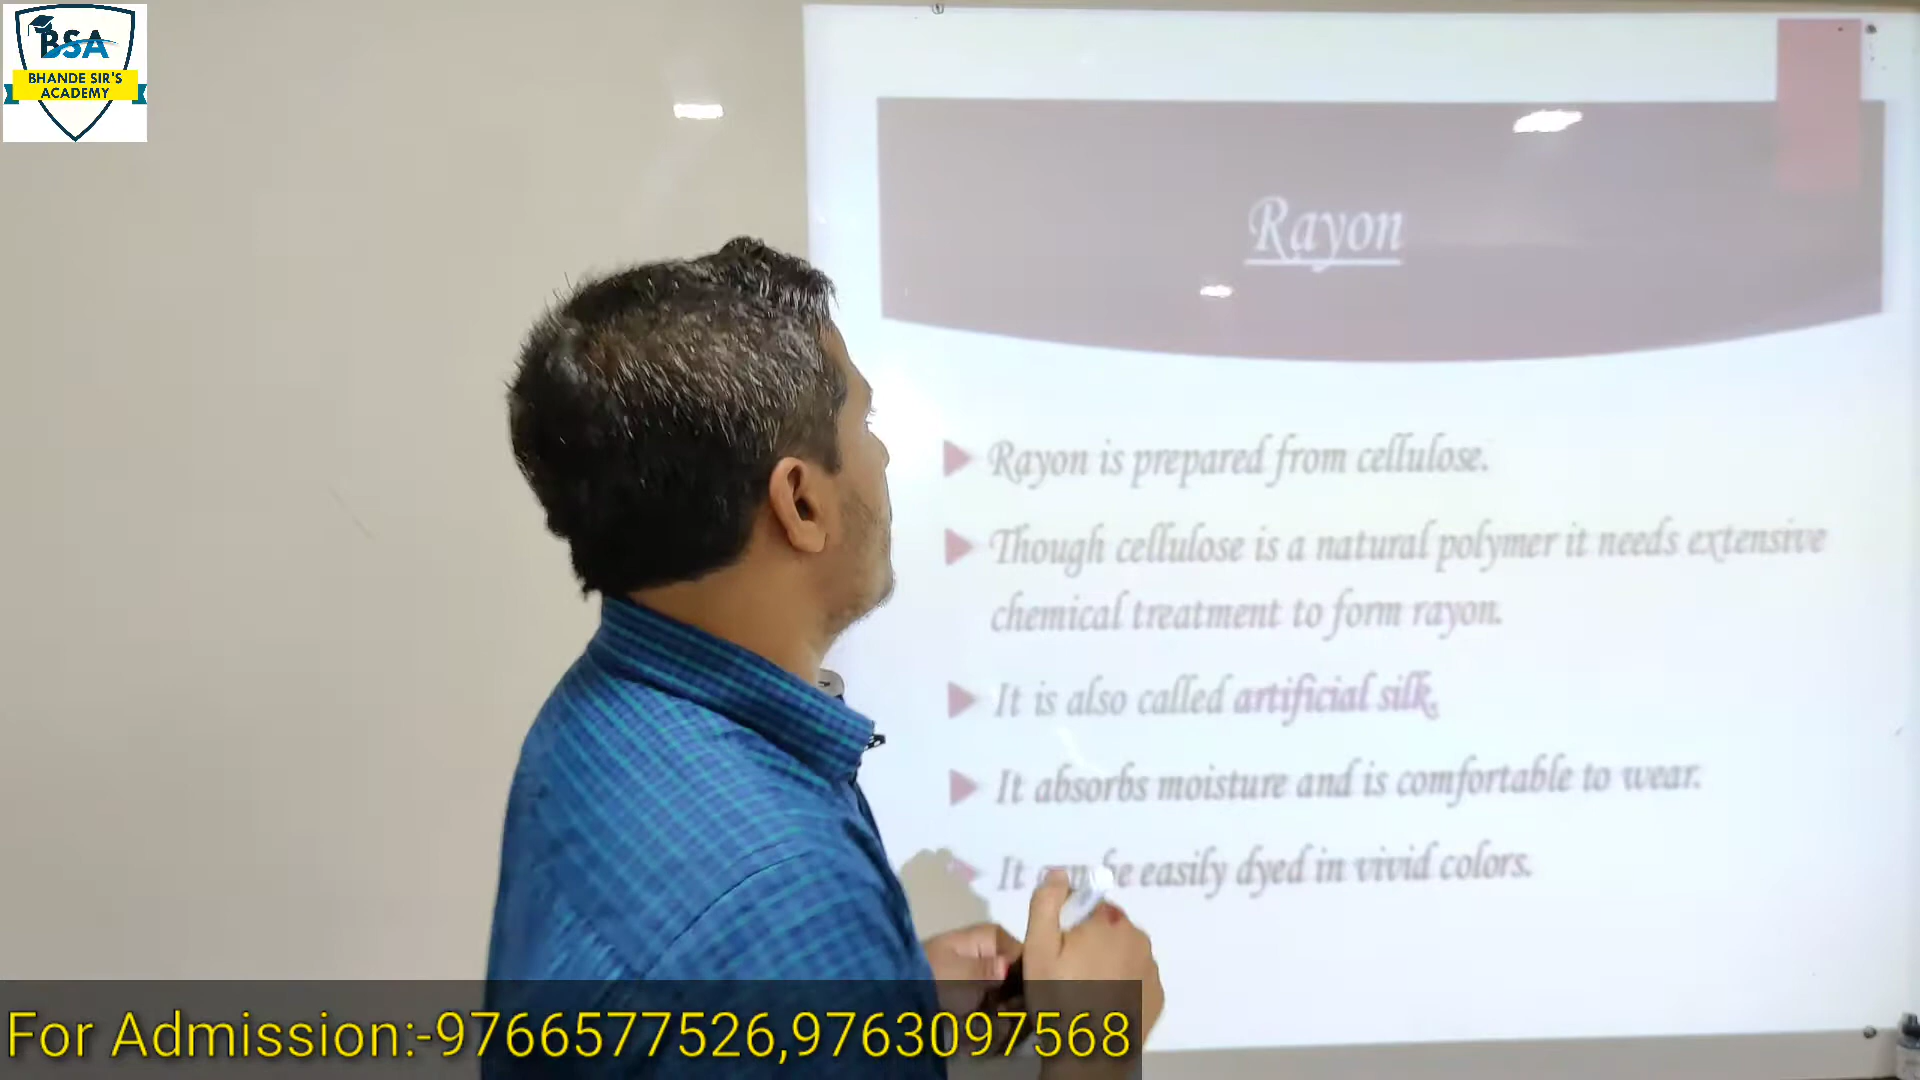 BSA
BHANDE SIR'S
ACADEMY
Rayon
Rayon is prepared from cellulose.
Though cellulose is a natural polymer it needs extensive
chemical treatment to form rayon.
It is also called artificial silk.
It absorbs moisture and is comfortable to wear.
It can be easily dyed in vivid colors.
For Admission:-9766577526,9763097568